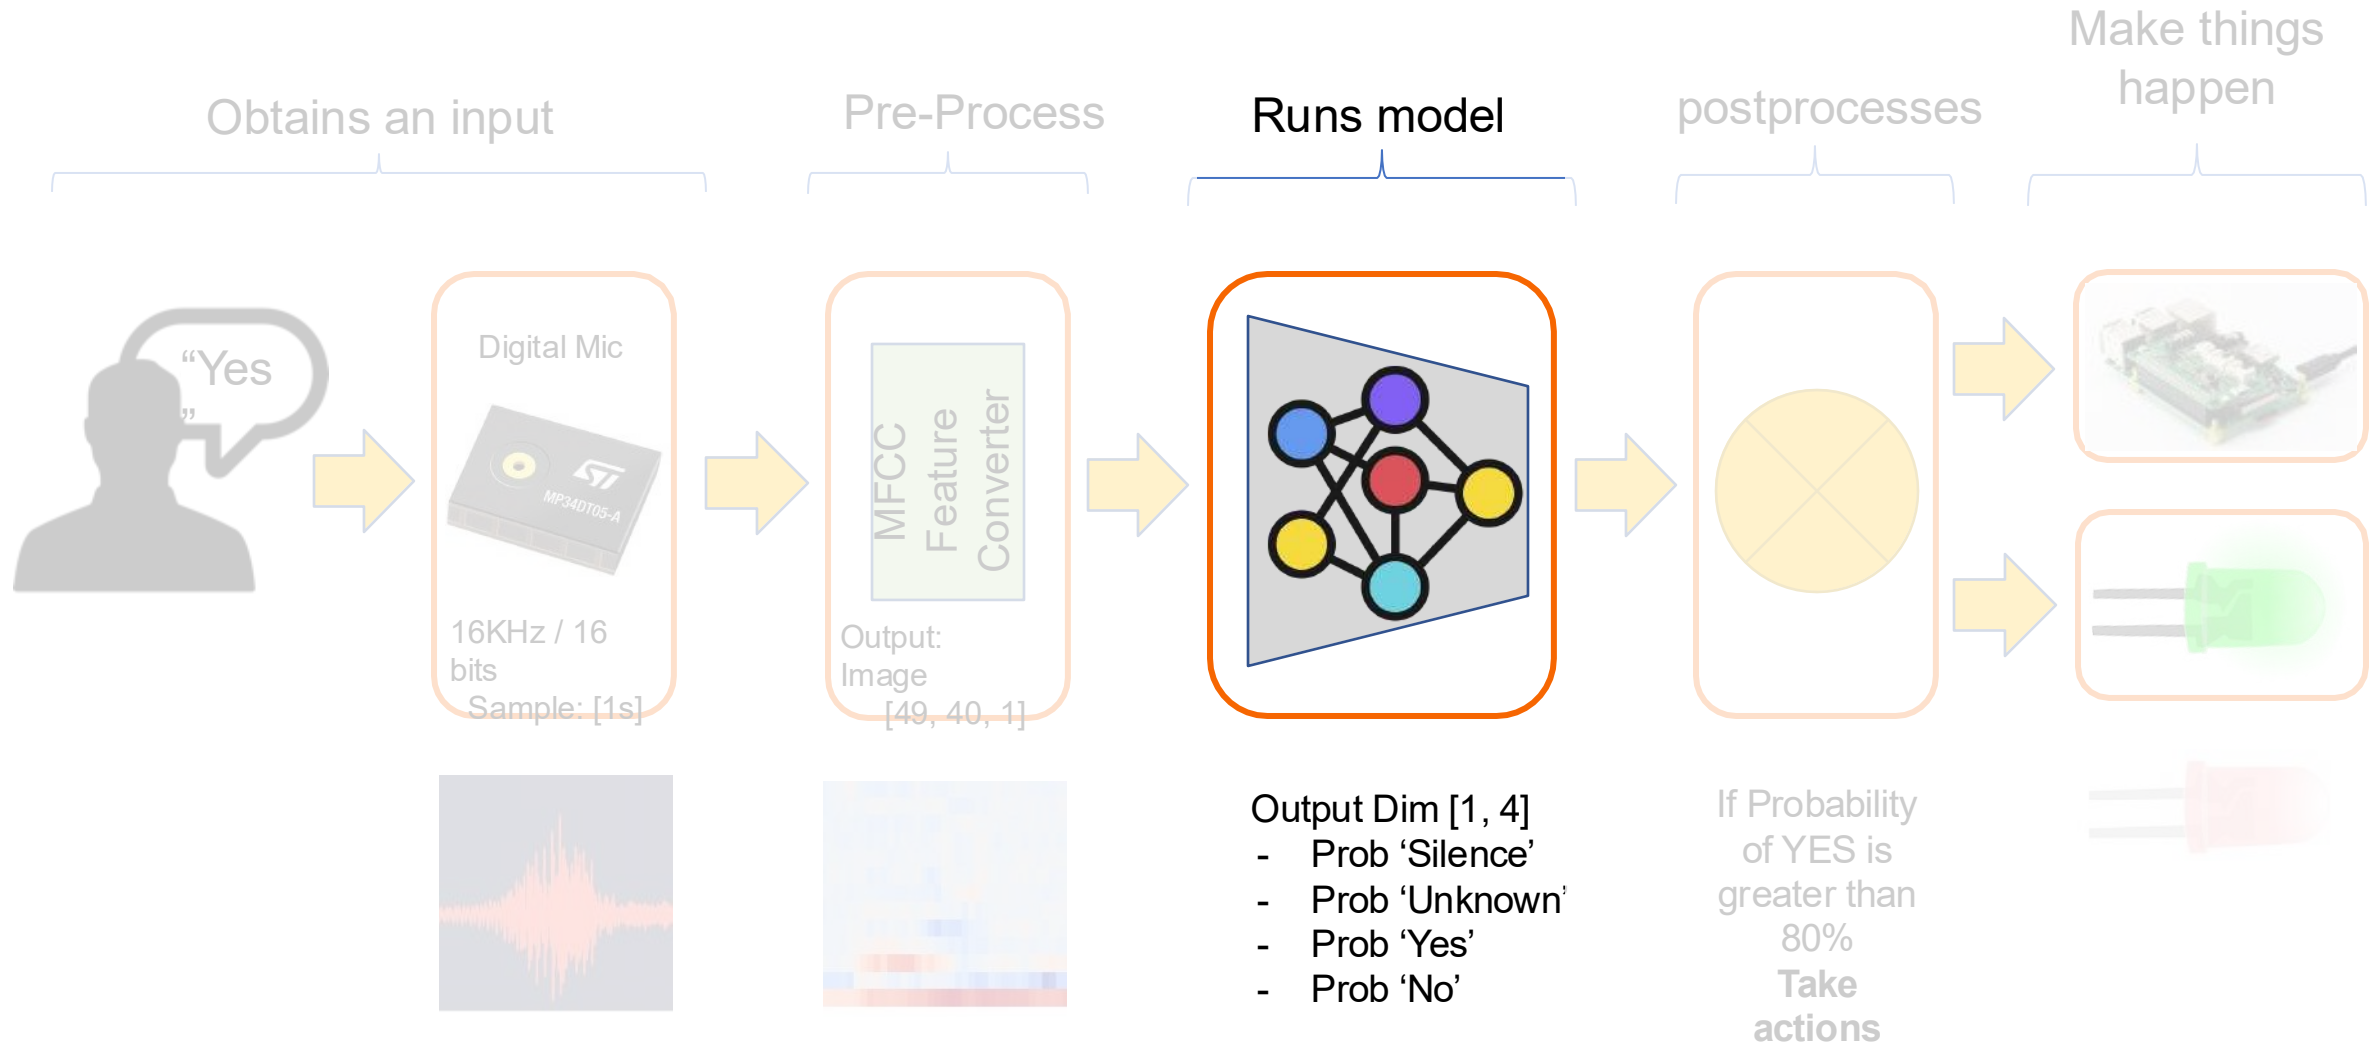 Obtains an input
Pre-Process
Runs model
postprocesses
Make things
happen
“Yes
”
Digital Mic
ST
MP34DT05-A
16KHz / 16
bits
Sample: [1s]
MFCC
Feature
Converter
Output:
Image
[49, 40, 1]
Output Dim [1, 4]
- Prob ‘Silence’
- Prob ‘Unknown’
- Prob ‘Yes’
- Prob ‘No’
If Probability
of YES is
greater than
80%
Take
actions